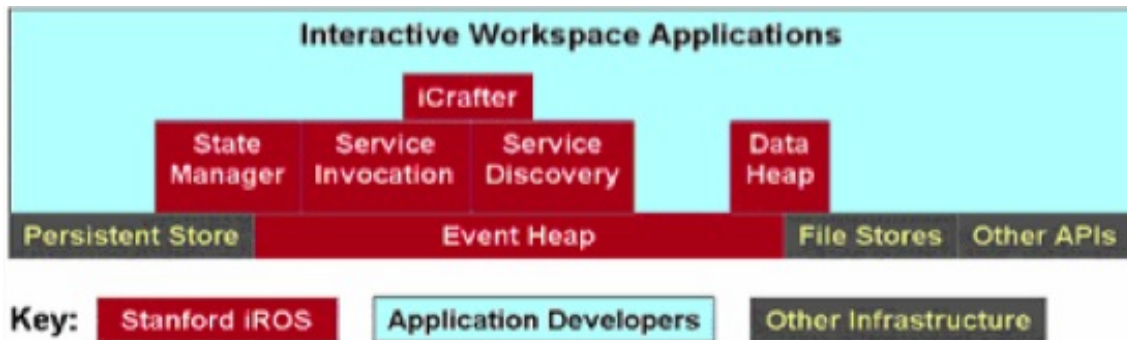 Interactive Workspace Applications
iCrafter
State Manager
Service Invocation
Service Discovery
Data Heap
Persistent Store
Event Heap
File Stores
Other APIs
Key:
Stanford iROS
Application Developers
Other Infrastructure